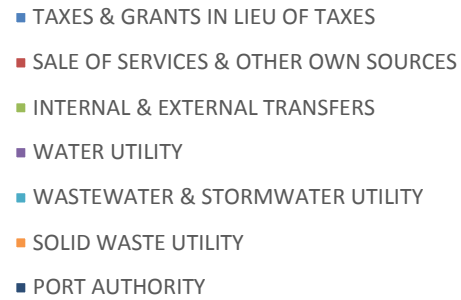 TAXES & GRANTS IN LIEU OF TAXES
SALE OF SERVICES & OTHER OWN SOURCES
INTERNAL & EXTERNAL TRANSFERS
WATER UTILITY
WASTEWATER & STORMWATER UTILITY
SOLID WASTE UTILITY
PORT AUTHORITY